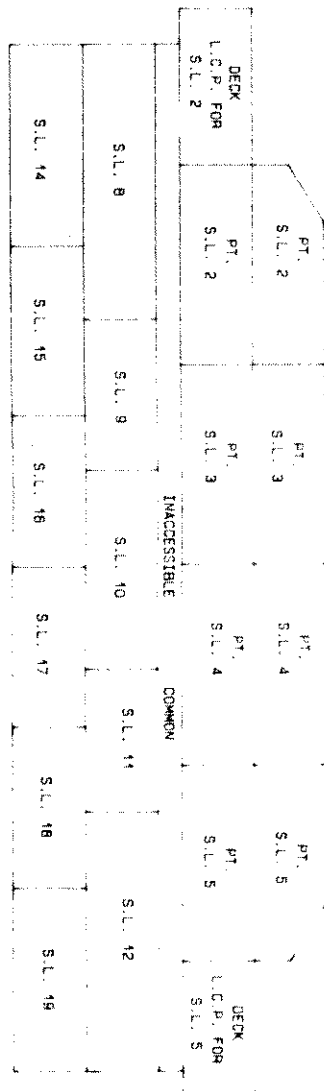 DECK
L.C.P. FOR
S.L. 2
PT.
S.L. 2
PT.
S.L. 3
PT.
S.L. 4
PT.
S.L. 5
DECK
L.C.P. FOR
S.L. 5
PT.
S.L. 2
PT.
S.L. 3
PT.
S.L. 4
PT.
S.L. 5
INACCESSIBLE COMMON
S.L. 8
S.L. 9
S.L. 10
S.L. 11
S.L. 12
S.L. 14
S.L. 15
S.L. 16
S.L. 17
S.L. 18
S.L. 19